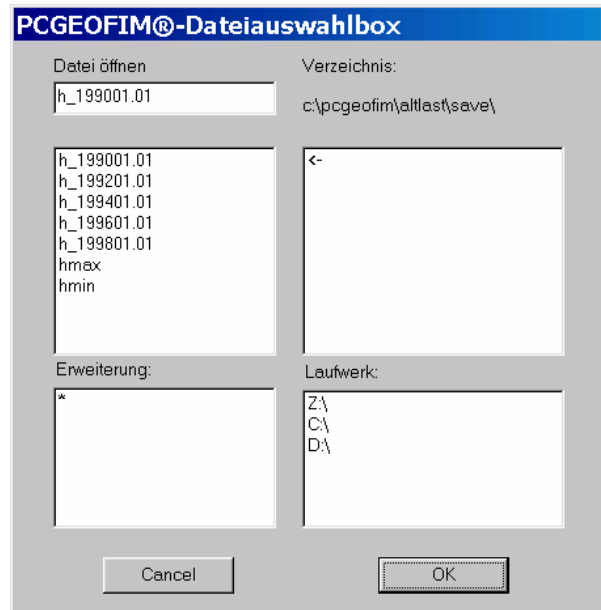 PCGEOFIM®-Dateiauswahlbox
Datei öffnen
h_199001.01
h_199001.01
h_199201.01
h_199401.01
h_199601.01
h_199801.01
hmax
hmin
Verzeichnis:
c:\pcgeofim\altlast\save\
<-
Erweiterung:
*
Laufwerk:
Z:\
C:\
D:\
Cancel
OK